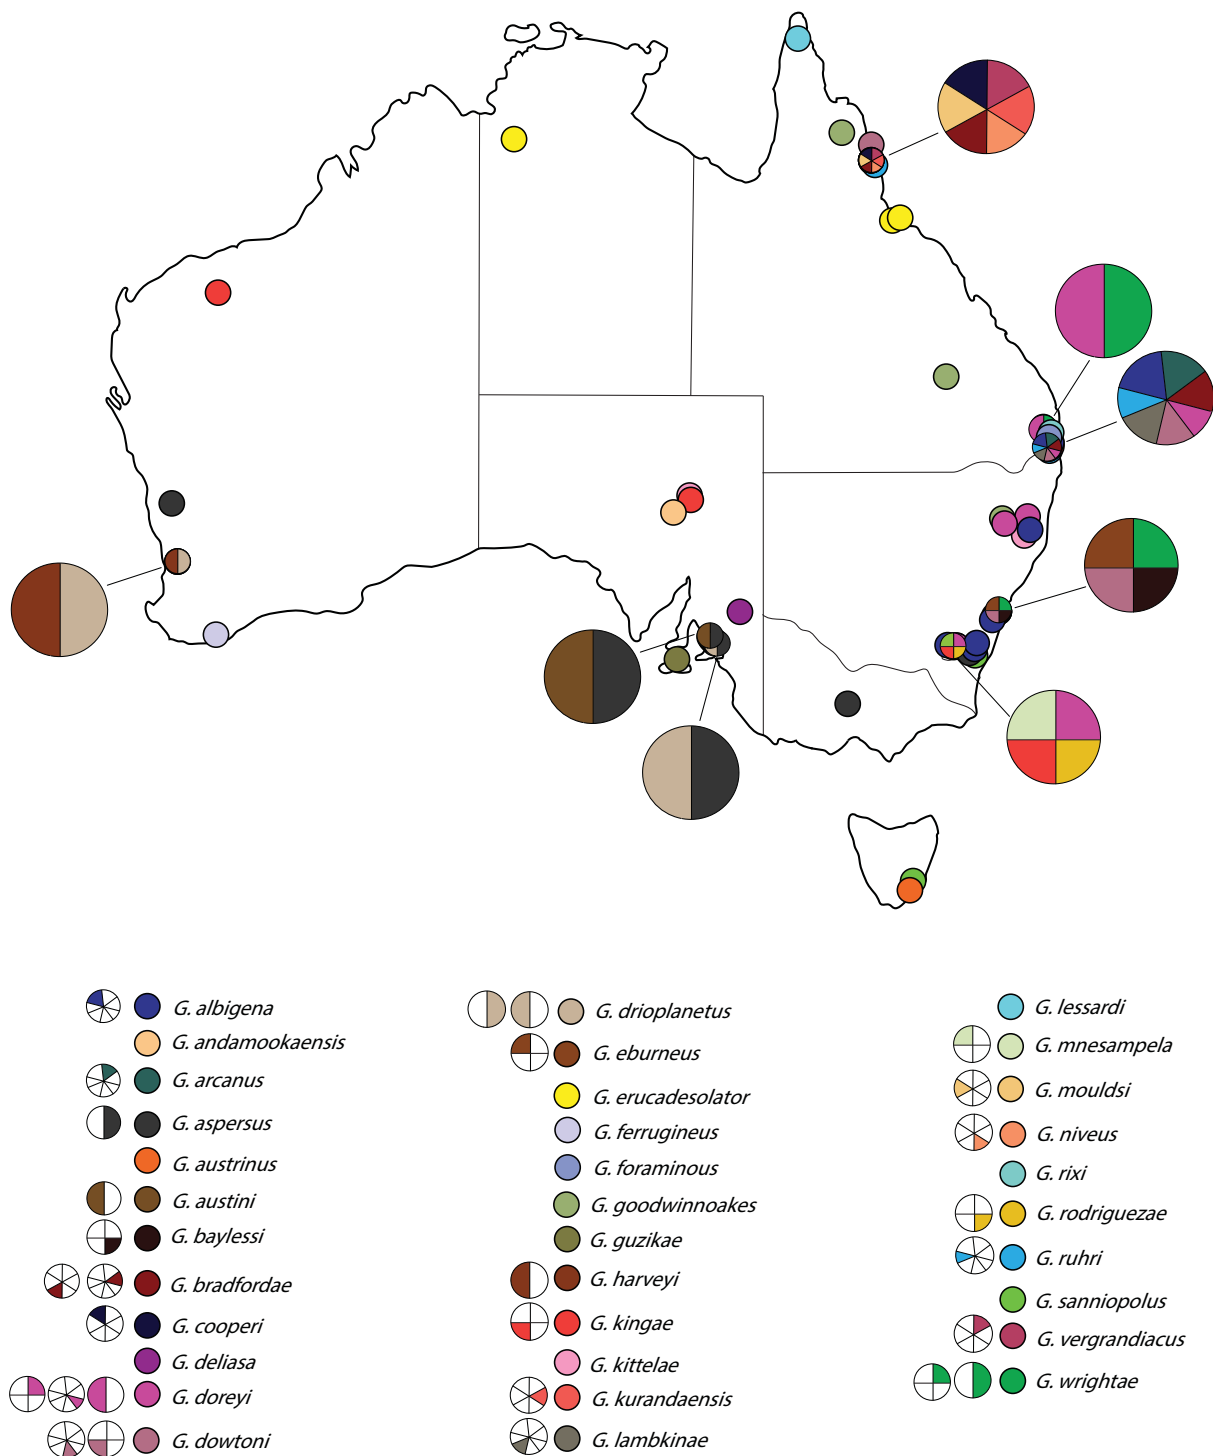 G. albigena
G. andamookaensis
G. arcanus
G. aspersus
G. austrinus
G. austini
G. baylessi
G. bradfordae
G. cooperi
G. deliasa
G. doreyi
G. dowtoni
G. drioplanetus
G. eburneus
G. erucadesolator
G. ferrugineus
G. foraminous
G. goodwinnoakes
G. guzikae
G. harveyi
G. kingae
G. kittelae
G. kurandaensis
G. lambkinae
G. lessardi
G. mnesampela
G. mouldsi
G. niveus
G. rixi
G. rodriguezae
G. ruhri
G. sanniopolus
G. vergrandiacus
G. wrightae